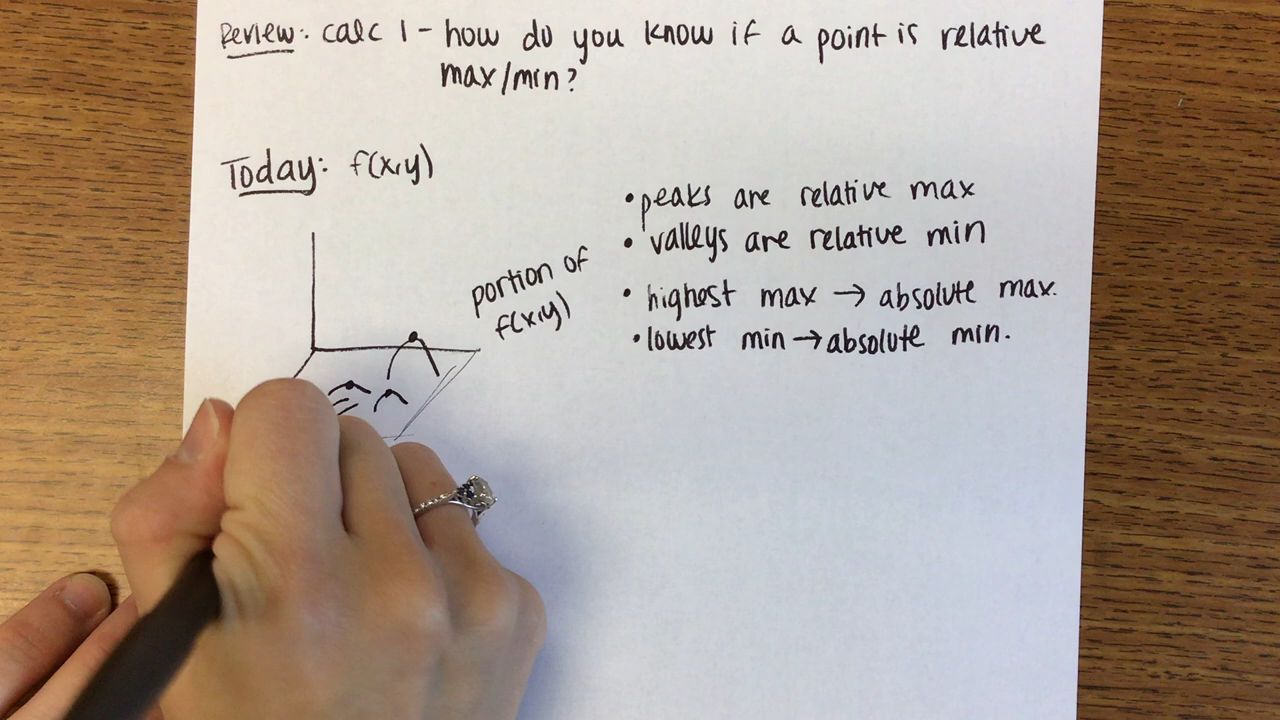 Review: calc 1 - how do you know if a point is relative
max/min?
Today: f(x,y)
portion of
f(x,y)
• peaks are relative max
• valleys are relative min
• highest max → absolute max.
• lowest min → absolute min.